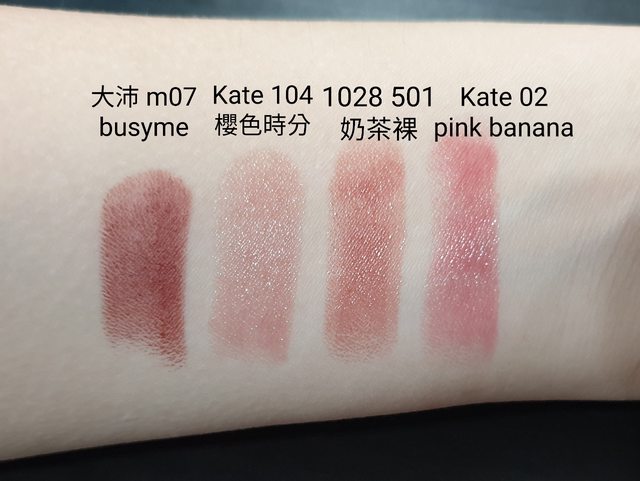 大沛 m07
busyme
Kate 104
櫻色時分
1028 501
奶茶裸
Kate 02
pink banana